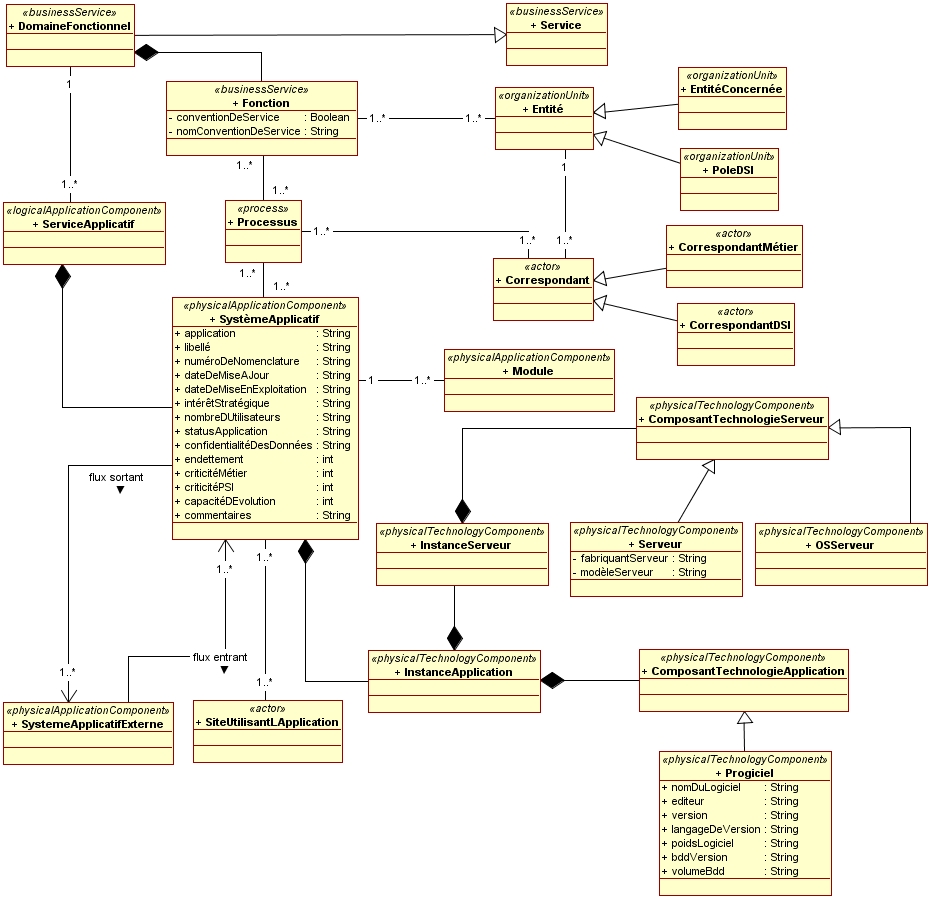 «businessService»
+ DomaineFonctionnel
«businessService»
+ Service
1
1..*
«businessService»
+ Fonction
- conventionDeService : Boolean
- nomConventionDeService : String
1..*
1..*
«organizationUnit»
+ Entité
«organizationUnit»
+ EntitéConcernée
«organizationUnit»
+ PoleDSI
1..*
1..*
1
1..*
«logicalApplicationComponent»
+ ServiceApplicatif
«process»
+ Processus
1..*
1..*
«actor»
+ Correspondant
«actor»
+ CorrespondantMétier
«actor»
+ CorrespondantDSI
1..*
1..*
«physicalApplicationComponent»
+ SystèmeApplicatif
+ application : String
+ libellé : String
+ numéroDeNomenclature : String
+ dateDeMiseAJour : String
+ dateDeMiseEnExploitation : String
+ intérêtStratégique : String
+ nombreDUtilisateurs : String
+ statusApplication : String
+ confidentialitéDesDonnées : String
+ endettement : int
+ criticitéMétier : int
+ criticitéPSI : int
+ capacitéDEvolution : int
+ commentaires : String
1
1..*
«physicalApplicationComponent»
+ Module
«physicalTechnologyComponent»
+ ComposantTechnologieServeur
flux sortant
«physicalTechnologyComponent»
+ InstanceServeur
«physicalTechnologyComponent»
+ Serveur
- fabriquantServeur : String
- modèleServeur : String
«physicalTechnologyComponent»
+ OSServeur
1..*
1..*
flux entrant
1..*
1..*
«physicalTechnologyComponent»
+ InstanceApplication
«physicalTechnologyComponent»
+ ComposantTechnologieApplication
«physicalApplicationComponent»
+ SystemeApplicatifExterne
«actor»
+ SiteUtilisantLApplication
«physicalTechnologyComponent»
+ Progiciel
+ nomDuLogiciel : String
+ editeur : String
+ version : String
+ langageDeVersion : String
+ poidsLogiciel : String
+ bddVersion : String
+ volumeBdd : String